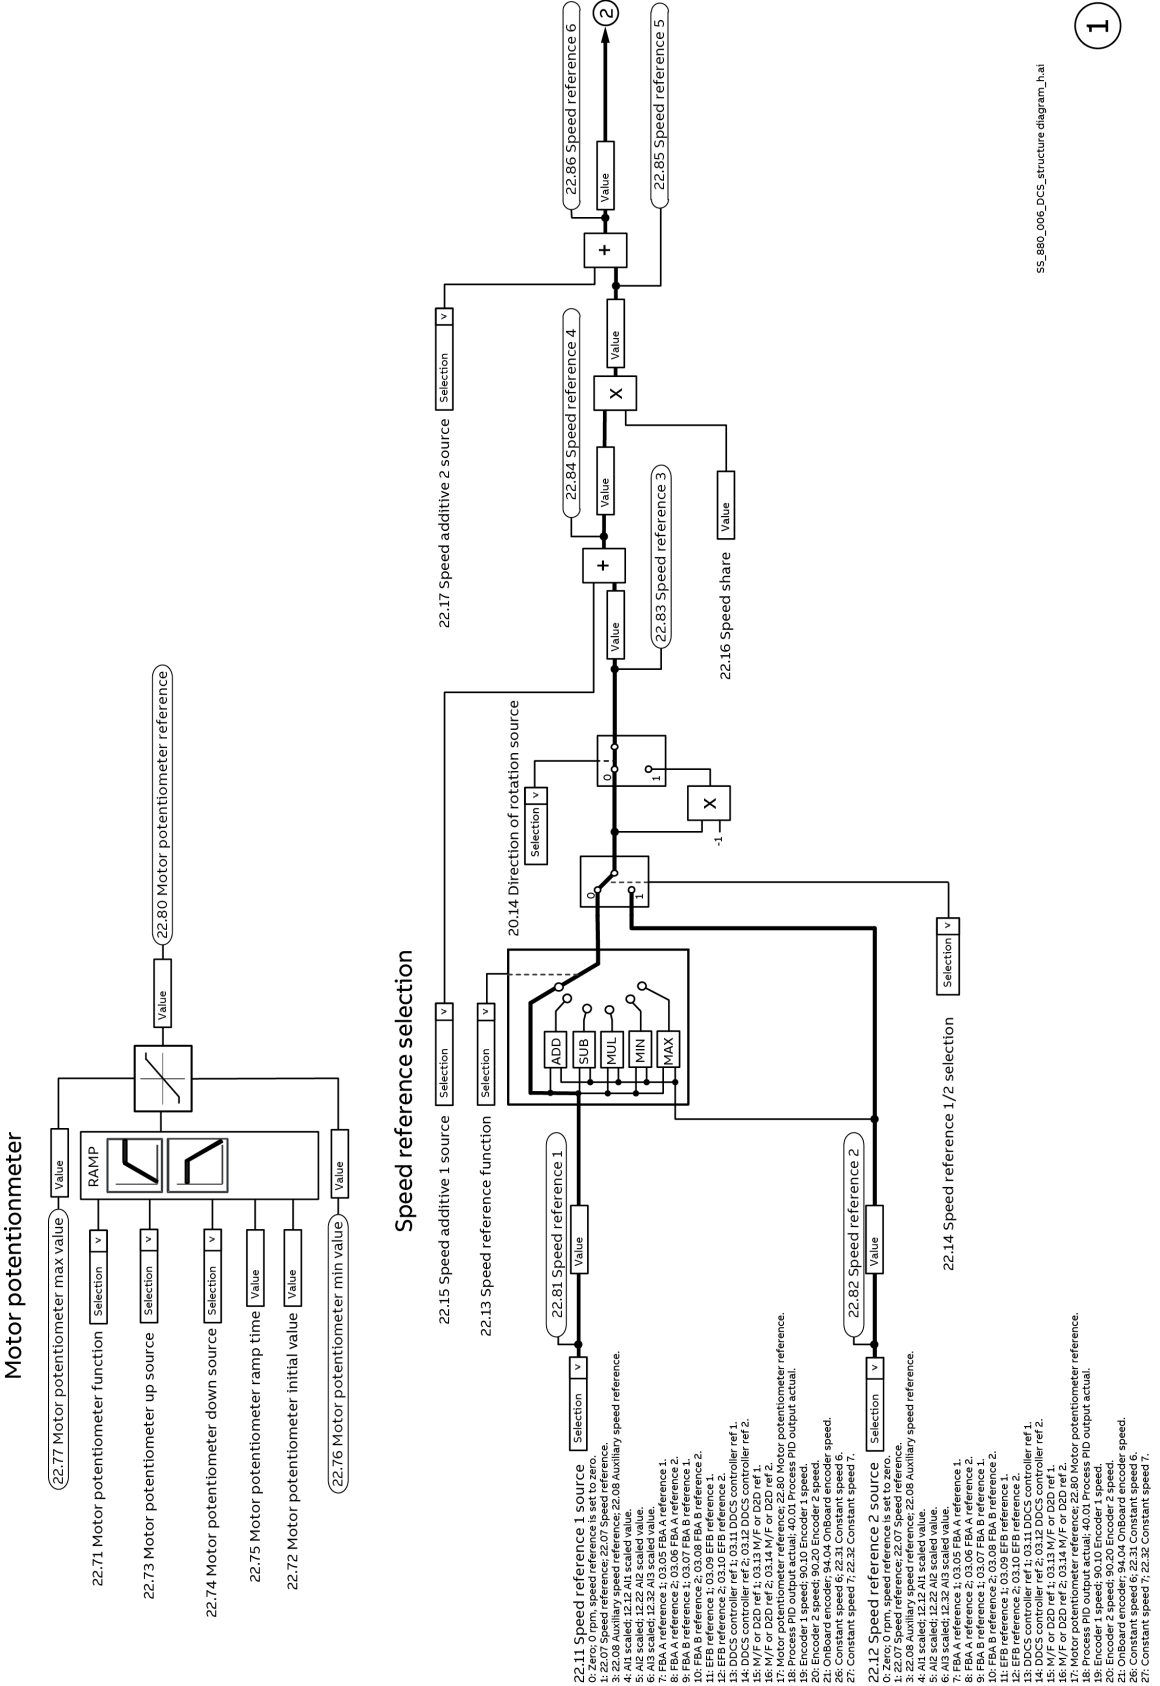 Motor potentionmeter
22.77 Motor potentiometer max value
Value
22.71 Motor potentiometer function
Selection
v
RAMP
22.73 Motor potentiometer up source
Selection
v
22.80 Motor potentiometer reference
Value
22.74 Motor potentiometer down source
Selection
v
22.75 Motor potentiometer ramp time
Value
22.72 Motor potentiometer initial value
Value
22.76 Motor potentiometer min value
Value
Speed reference selection
22.15 Speed additive 1 source
Selection
v
22.17 Speed additive 2 source
Selection
v
22.13 Speed reference function
Selection
v
20.14 Direction of rotation source
Selection
v
22.81 Speed reference 1
ADD
SUB
MUL
MIN
MAX
22.84 Speed reference 4
22.86 Speed reference 6
22.11 Speed reference 1 source
Selection
v
Value
0
1
0
1
X
-1
Value
+
Value
X
Value
+
Value
2
22.83 Speed reference 3
22.85 Speed reference 5
22.16 Speed share
Value
0: Zero; 0 rpm, speed reference is set to zero.
1: 22.07 Speed reference; 22.07 Speed reference.
3: 22.08 Auxiliary speed reference; 22.08 Auxiliary speed reference.
4: AI1 scaled; 12.12 AI1 scaled value.
5: AI2 scaled; 12.22 AI2 scaled value.
6: AI3 scaled; 12.32 AI3 scaled value.
7: FBA A reference 1; 03.05 FBA A reference 1.
8: FBA A reference 2; 03.06 FBA A reference 2.
9: FBA B reference 1; 03.07 FBA B reference 1.
10: FBA B reference 2; 03.08 FBA B reference 2.
11: EFB reference 1; 03.09 EFB reference 1.
12: EFB reference 2; 03.10 EFB reference 2.
13: DDCS controller ref 1; 03.11 DDCS controller ref 1.
14: DDCS controller ref 2; 03.12 DDCS controller ref 2.
15: M/F or D2D ref 1; 03.13 M/F or D2D ref 1.
16: M/F or D2D ref 2; 03.14 M/F or D2D ref 2.
17: Motor potentiometer reference; 22.80 Motor potentiometer reference.
18: Process PID output actual; 40.01 Process PID output actual.
19: Encoder 1 speed; 90.10 Encoder 1 speed.
20: Encoder 2 speed; 90.20 Encoder 2 speed.
21: OnBoard encoder; 94.04 OnBoard encoder speed.
26: Constant speed 6; 22.31 Constant speed 6.
27: Constant speed 7; 22.32 Constant speed 7.
22.82 Speed reference 2
22.12 Speed reference 2 source
Selection
v
Value
22.14 Speed reference 1/2 selection
Selection
v
0: Zero; 0 rpm, speed reference is set to zero.
1: 22.07 Speed reference; 22.07 Speed reference.
3: 22.08 Auxiliary speed reference; 22.08 Auxiliary speed reference.
4: AI1 scaled; 12.12 AI1 scaled value.
5: AI2 scaled; 12.22 AI2 scaled value.
6: AI3 scaled; 12.32 AI3 scaled value.
7: FBA A reference 1; 03.05 FBA A reference 1.
8: FBA A reference 2; 03.06 FBA A reference 2.
9: FBA B reference 1; 03.07 FBA B reference 1.
10: FBA B reference 2; 03.08 FBA B reference 2.
11: EFB reference 1; 03.09 EFB reference 1.
12: EFB reference 2; 03.10 EFB reference 2.
13: DDCS controller ref 1; 03.11 DDCS controller ref 1.
14: DDCS controller ref 2; 03.12 DDCS controller ref 2.
15: M/F or D2D ref 1; 03.13 M/F or D2D ref 1.
16: M/F or D2D ref 2; 03.14 M/F or D2D ref 2.
17: Motor potentiometer reference; 22.80 Motor potentiometer reference.
18: Process PID output actual; 40.01 Process PID output actual.
19: Encoder 1 speed; 90.10 Encoder 1 speed.
20: Encoder 2 speed; 90.20 Encoder 2 speed.
21: OnBoard encoder; 94.04 OnBoard encoder speed.
26: Constant speed 6; 22.31 Constant speed 6.
27: Constant speed 7; 22.32 Constant speed 7.
SS_880_006_DCS_structure diagram_h.ai
1